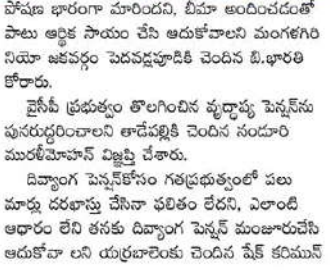 పోషణ భారంగా మారిందని, బీమా అందించడంతో
పాటు ఆర్థిక సాయం చేసి ఆదుకోవాలని మంగళగిరి
నియో జకవర్గం పెదవడ్లపూడికి చెందిన బి.భారతి
కోరారు.
వైసీపీ ప్రభుత్వం తొలగించిన వృద్ధాప్య పెన్షన్‌ను
పునరుద్ధరించాలని తాడేపల్లికి చెందిన నండూరి
మురళీమోహన్ విజ్ఞప్తి చేశారు.
దివ్యాంగ పెన్షన్‌కోసం గతప్రభుత్వంలో పలు
మార్లు దరఖాస్తు చేసినా ఫలితం లేదని, ఎలాంటి
ఆధారం లేని తనకు దివ్యాంగ పెన్షన్ మంజూరుచేసి
ఆదుకోవా లని యర్రబాలెంకు చెందిన షేక్ కరిమున్